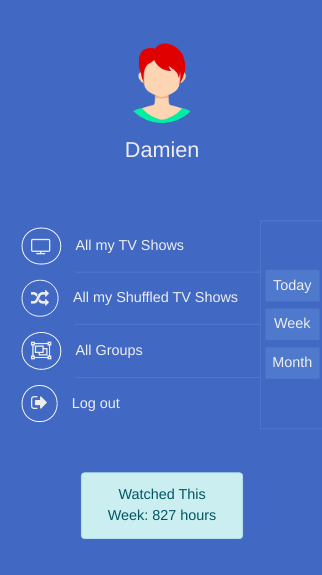 Damien
All my TV Shows
All my Shuffled TV Shows
All Groups
Log out
Today
Week
Month
Watched This
Week: 827 hours